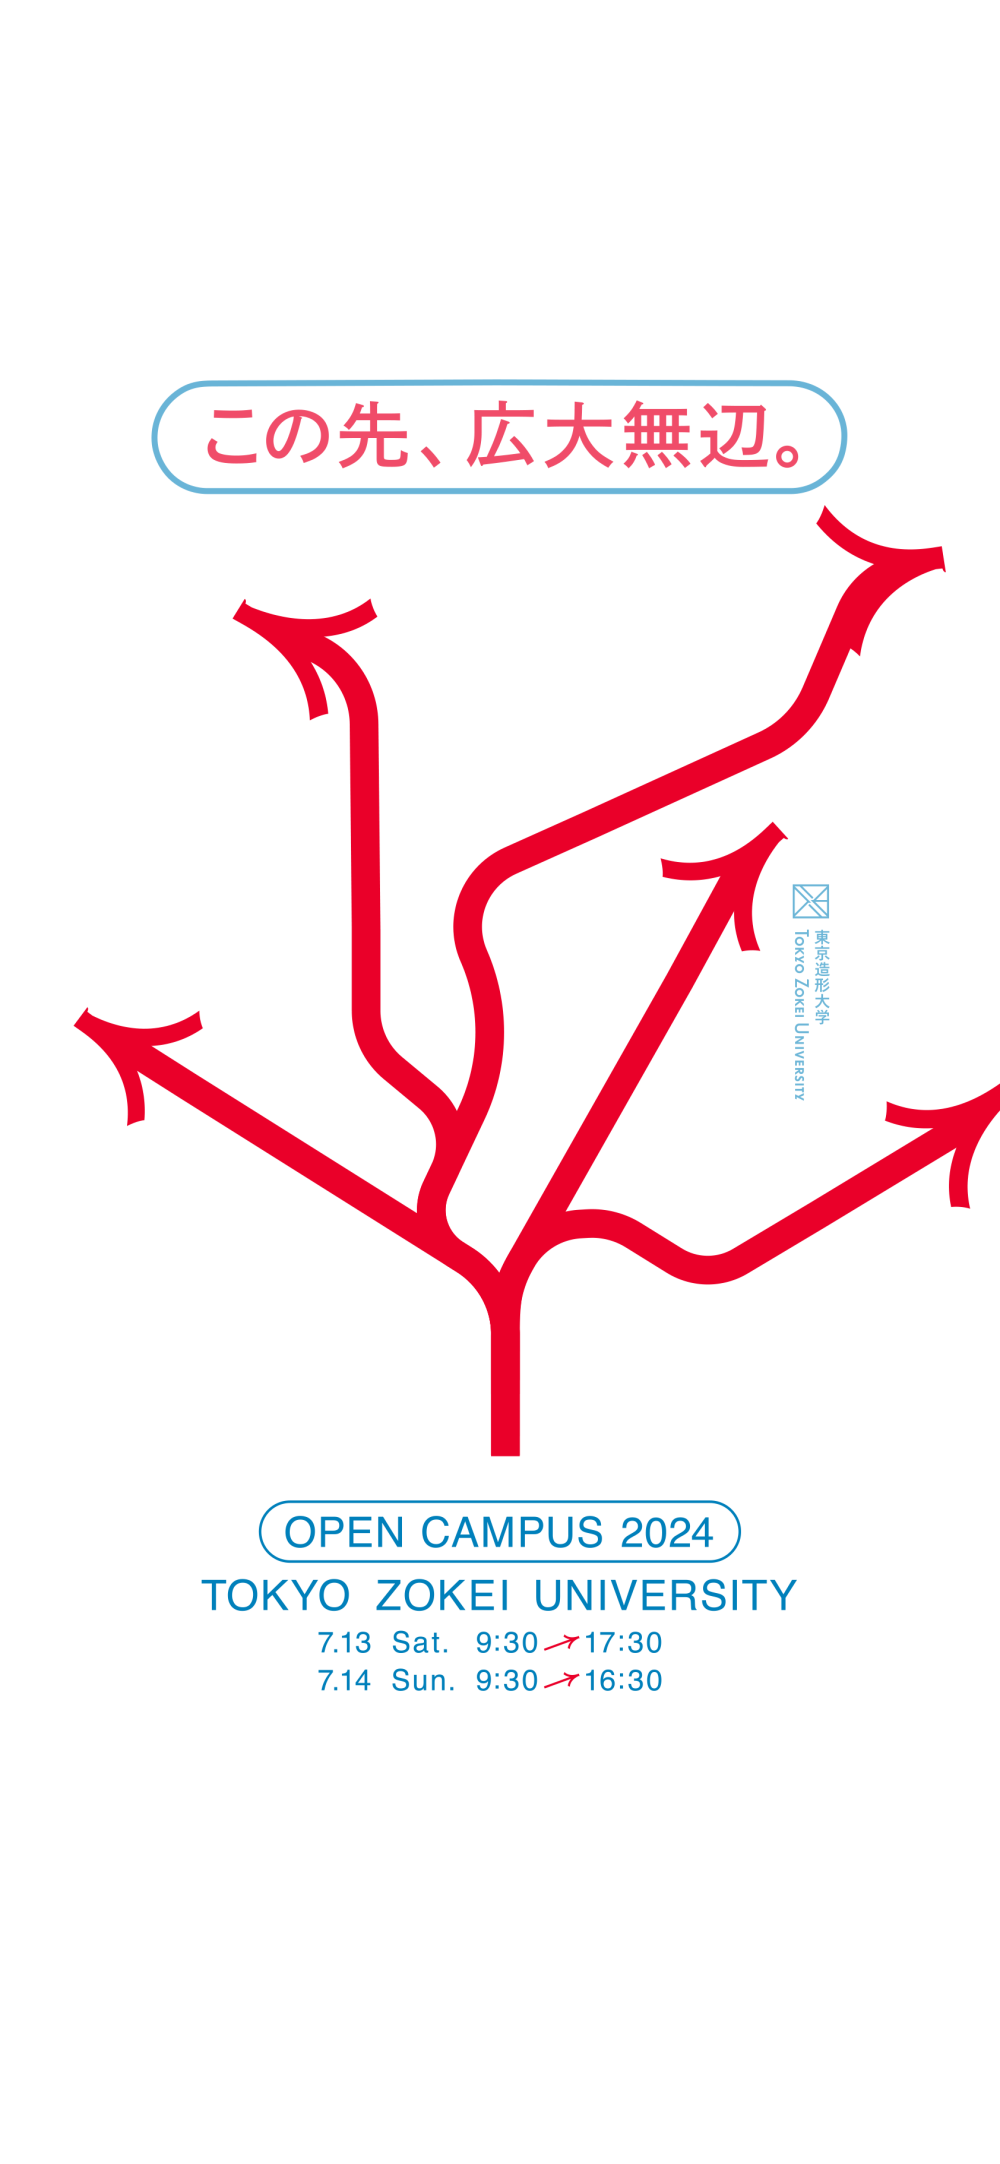 この先、広大無辺。
東京造形大学
TOKYO ZOKEI UNIVERSITY
OPEN CAMPUS 2024
TOKYO ZOKEI UNIVERSITY
7.13 Sat. 9:30→17:30
7.14 Sun. 9:30→16:30